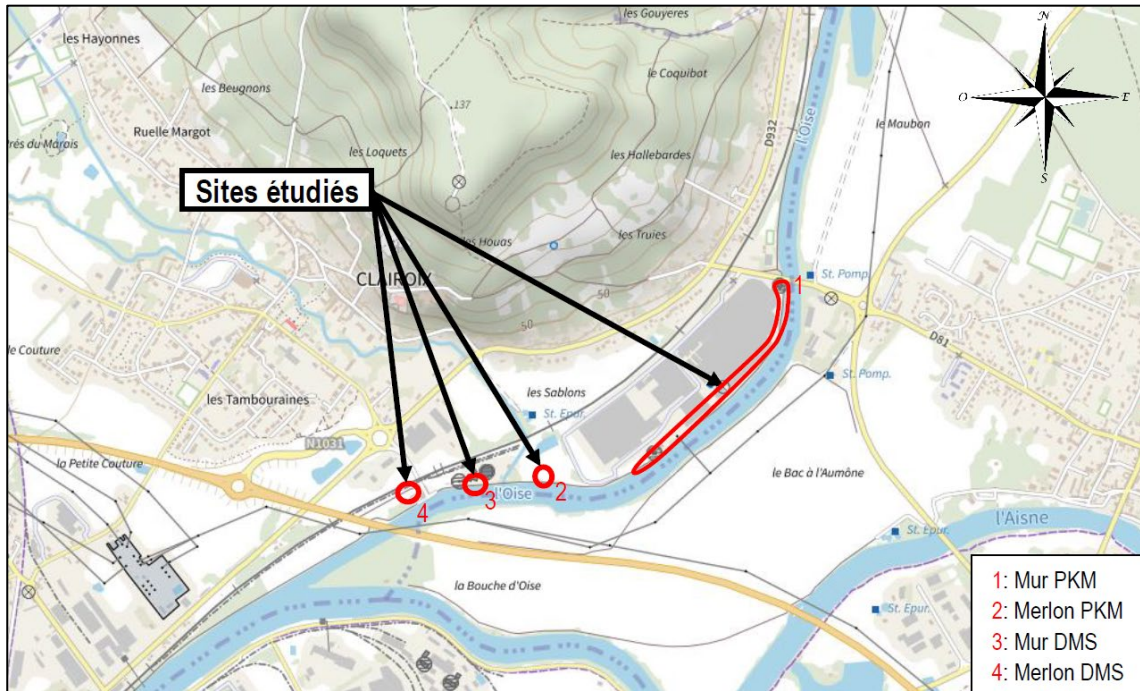 les Gouyeres
N
les Hayonnes
le Coquibat
les Beugnons
.137
D932
l'Oise
O
E
le Maubon
Ruelle Margot
Prés du Marais
les Loquets
les Hallebardes
S
Sites étudiés
les Houas
les Truies
CLAIROIX
50
50
St. Pomp.
1
D81
St. Pomp.
le Couture
les Sablons
les Tambouraines
St. Epur.
N1031
la Petite Couture
le Bac à l'Aumône
4
3
l'Oise
2
l'Aisne
St. Epur.
la Bouche d'Oise
St. Epur.
1: Mur PKM
2: Merlon PKM
3: Mur DMS
4: Merlon DMS